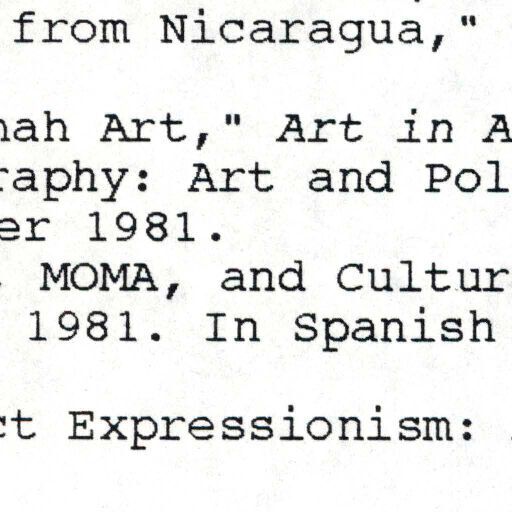 from Nicaragua,"
nah Art," Art in A
raphy: Art and Pol
er 1981.
, MOMA, and Cultur
1981. In Spanish
ct Expressionism: